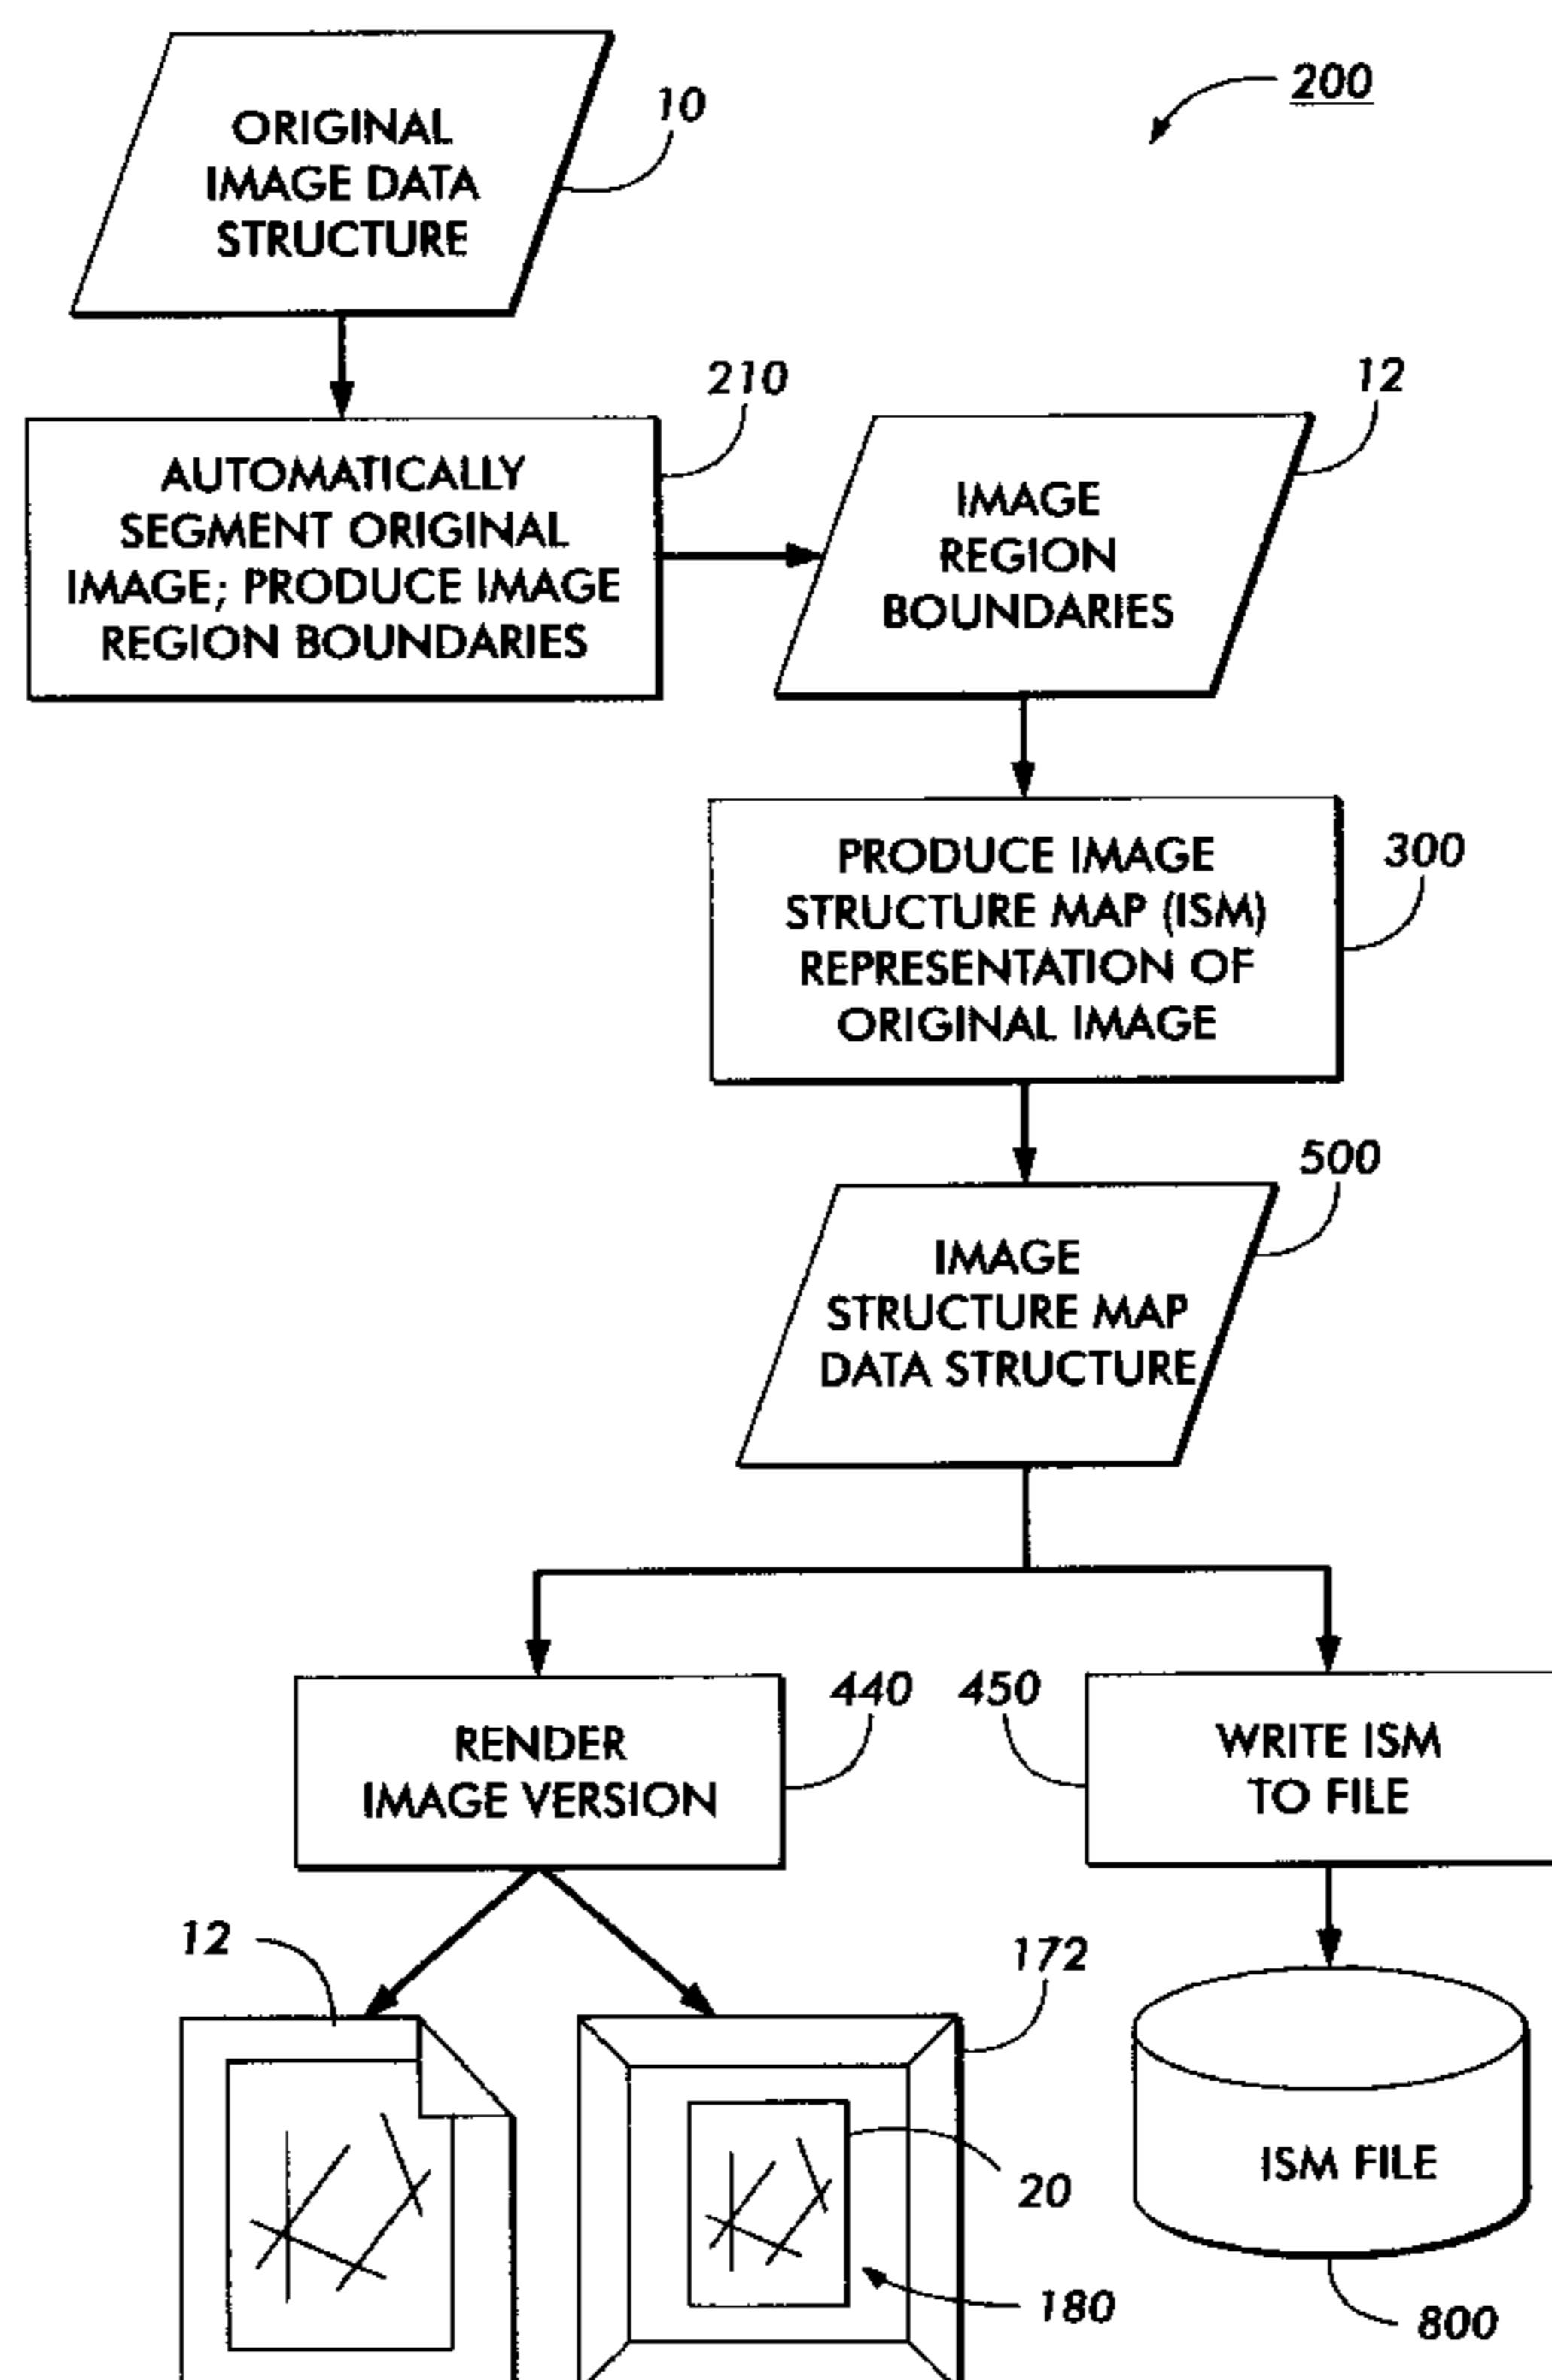 ORIGINAL
IMAGE DATA
STRUCTURE
10
200
AUTOMATICALLY
SEGMENT ORIGINAL
IMAGE; PRODUCE IMAGE
REGION BOUNDARIES
210
IMAGE
REGION
BOUNDARIES
12
PRODUCE IMAGE
STRUCTURE MAP (ISM)
REPRESENTATION OF
ORIGINAL IMAGE
300
IMAGE
STRUCTURE MAP
DATA STRUCTURE
500
RENDER
IMAGE VERSION
440
450
WRITE ISM
TO FILE
12
172
20
180
ISM FILE
800